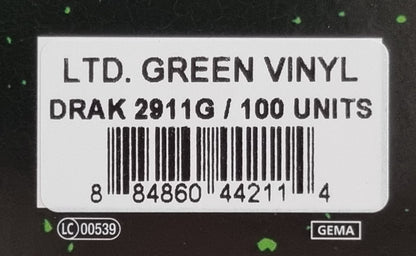 LTD. GREEN VINYL
DRAK 2911G / 100 UNITS
8 84860 44211 4
LC 00539
GEMA